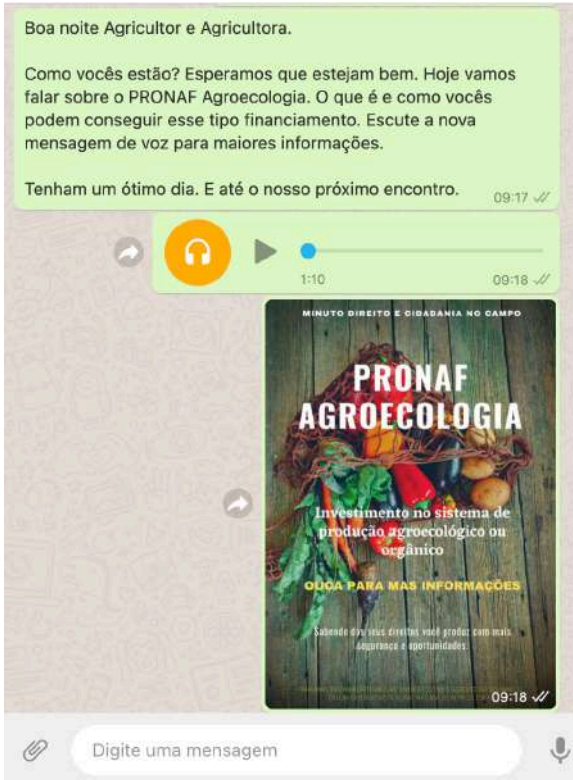 Boa noite Agricultor e Agricultora.
Como vocês estão? Esperamos que estejam bem. Hoje vamos
falar sobre o PRONAF Agroecologia. O que é e como vocês
podem conseguir esse tipo financiamento. Escute a nova
mensagem de voz para maiores informações.
Tenham um ótimo dia. E até o nosso próximo encontro.
09:17
1:10
09:18
MINUTO DIREITO E CIDADANIA NO CAMPO
PRONAF
AGROECOLOGIA
Investimento no sistema de
produção agroecológico ou
orgânico
OUÇA PARA MAS INFORMAÇÕES
Sabendo dos seus direitos você produz com mais
segurança e oportunidades.
09:18
Digite uma mensagem